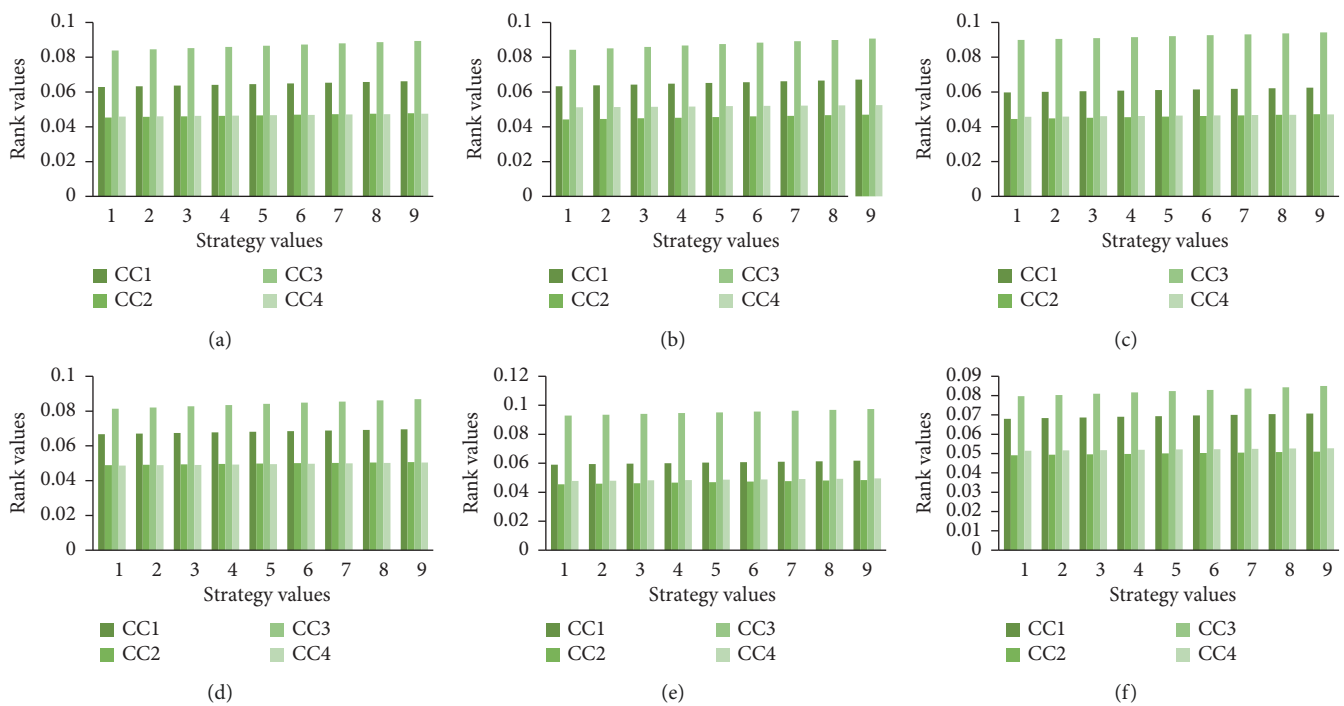 0.1
0.08
0.06
0.04
0.02
0
Rank values
1 2 3 4 5 6 7 8 9
Strategy values
CC1 CC3
CC2 CC4
(a)
0.1
0.08
0.06
0.04
0.02
0
Rank values
1 2 3 4 5 6 7 8 9
Strategy values
CC1 CC3
CC2 CC4
(b)
0.1
0.08
0.06
0.04
0.02
0
Rank values
1 2 3 4 5 6 7 8 9
Strategy values
CC1 CC3
CC2 CC4
(c)
0.1
0.08
0.06
0.04
0.02
0
Rank values
1 2 3 4 5 6 7 8 9
Strategy values
CC1 CC3
CC2 CC4
(d)
0.12
0.1
0.08
0.06
0.04
0.02
0
Rank values
1 2 3 4 5 6 7 8 9
Strategy values
CC1 CC3
CC2 CC4
(e)
0.09
0.08
0.07
0.06
0.05
0.04
0.03
0.02
0.01
0
Rank values
1 2 3 4 5 6 7 8 9
Strategy values
CC1 CC3
CC2 CC4
(f)